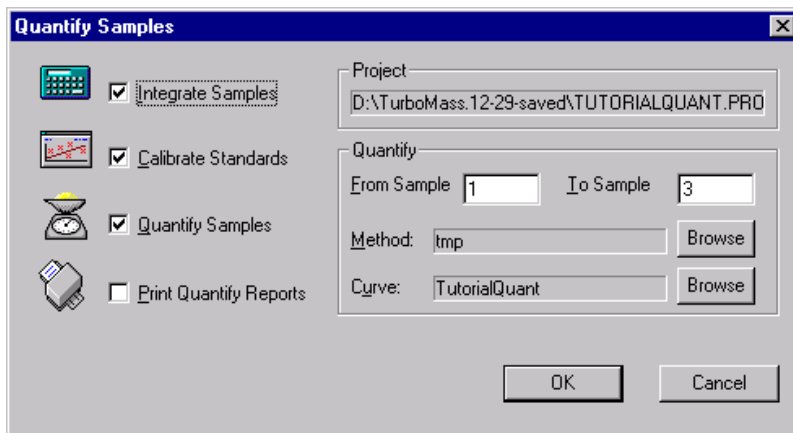 Quantify Samples
Integrate Samples
Calibrate Standards
Quantify Samples
Print Quantify Reports
Project
D:\TurboMass.12-29-saved\TUTORIALQUANT.PRO
Quantify
From Sample 1 To Sample 3
Method: tmp Browse
Curve: TutorialQuant Browse
OK Cancel